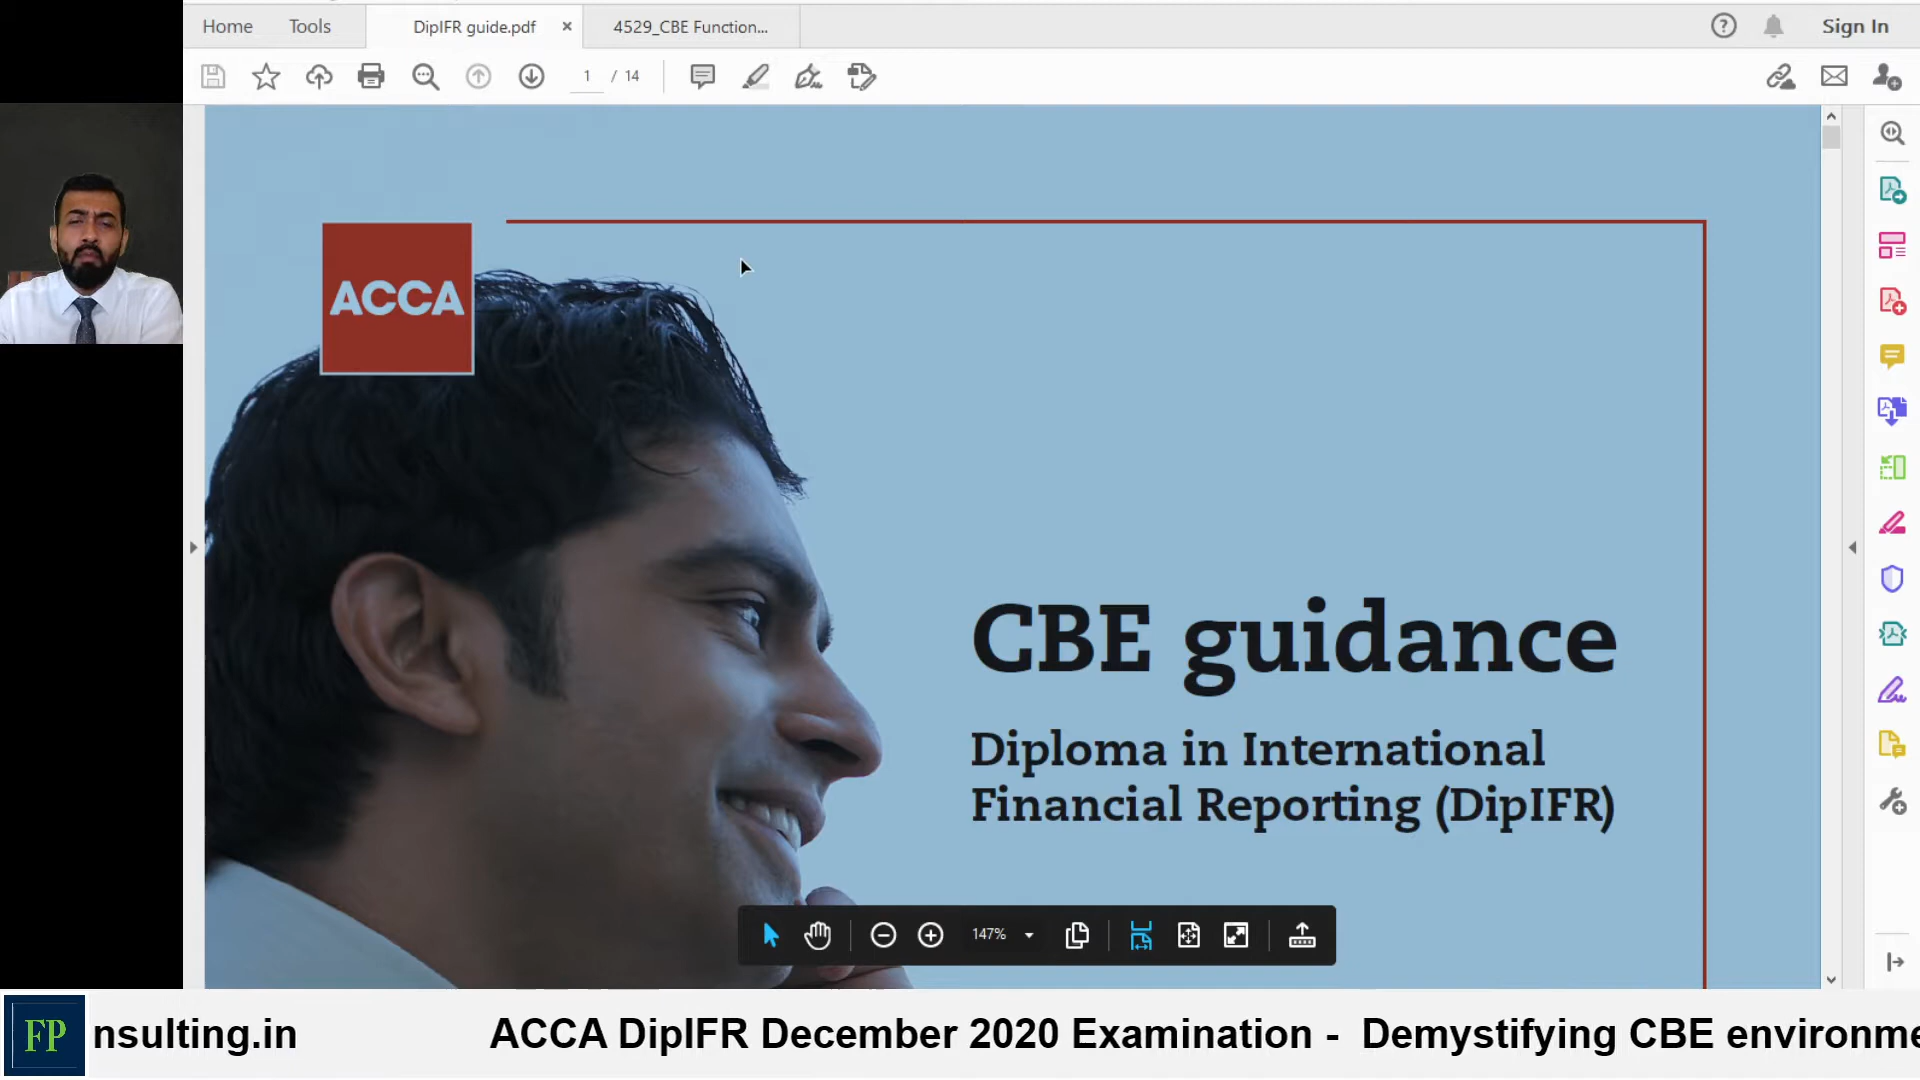 Home Tools DipIFR guide.pdf × 4529_CBE Function... Sign In
1 / 14
ACCA
CBE guidance
Diploma in International
Financial Reporting (DipIFR)
147%
FP nsulting.in ACCA DipIFR December 2020 Examination - Demystifying CBE environme